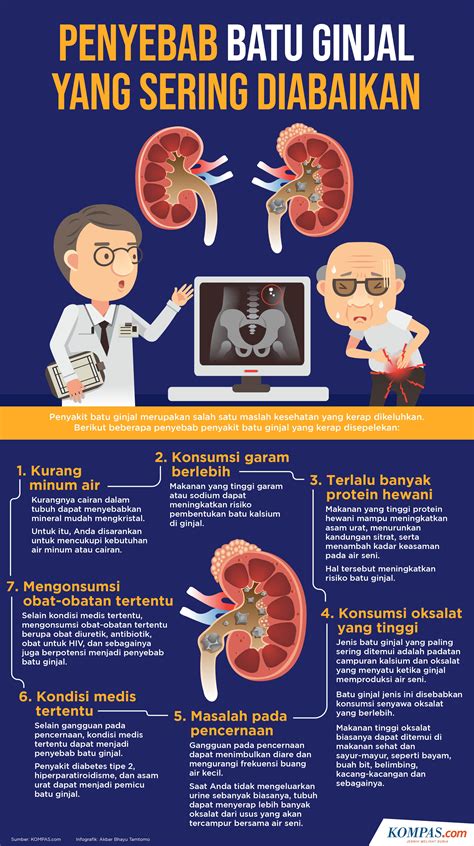 PENYEBAB BATU GINJAL
YANG SERING DIABAIKAN
Penyakit batu ginjal merupakan salah satu maslah kesehatan yang kerap dikeluhkan.
Berikut beberapa penyebab penyakit batu ginjal yang kerap disepelekan:
1. Kurang
minum air
Kurangnya cairan dalam
tubuh dapat menyebabkan
mineral mudah mengkristal.
Untuk itu, Anda disarankan
untuk mencukupi kebutuhan
air minum atau cairan.
2. Konsumsi garam
berlebih
Makanan yang tinggi garam
atau sodium dapat
meningkatkan risiko
pembentukan batu kalsium
di ginjal.
3. Terlalu banyak
protein hewani
Makanan yang tinggi protein
hewani mampu meningkatkan
asam urat, menurunkan
kandungan sitrat, serta
menambah kadar keasaman
pada air seni.
Hal tersebut meningkatkan
risiko batu ginjal.
4. Konsumsi oksalat
yang tinggi
Jenis batu ginjal yang paling
sering ditemui adalah padatan
campuran kalsium dan oksalat
yang menyatu ketika ginjal
memproduksi air seni.
Batu ginjal jenis ini disebabkan
konsumsi senyawa oksalat
yang berlebih.
Makanan tinggi oksalat
biasanya dapat ditemui di
makanan sehat dan
sayur-mayur, seperti bayam,
buah bit, belimbing,
kacang-kacangan dan
sebagainya.
5. Masalah pada
pencernaan
Gangguan pada pencernaan
dapat menimbulkan diare dan
mengurangi frekuensi buang
air kecil.
Saat Anda tidak mengeluarkan
urine sebanyak biasanya, tubuh
dapat menyerap lebih banyak
oksalat dari usus yang akan
tercampur bersama air seni.
6. Kondisi medis
tertentu
Selain gangguan pada
pencernaan, kondisi medis
tertentu dapat menjadi
penyebab batu ginjal.
Penyakit diabetes tipe 2,
hiperparatiroidisme, dan asam
urat dapat menjadi pemicu
batu ginjal.
7. Mengonsumsi
obat-obatan tertentu
Selain kondisi medis tertentu,
mengonsumsi obat-obatan tertentu
berupa obat diuretik, antibiotik,
obat untuk HIV, dan sebagainya
juga berpotensi menjadi penyebab
batu ginjal.
Sumber: KOMPAS.com
Infografik: Akbar Bhayu Tamtomo
KOMPAS.com
JERNIH MELIHAT DUNIA